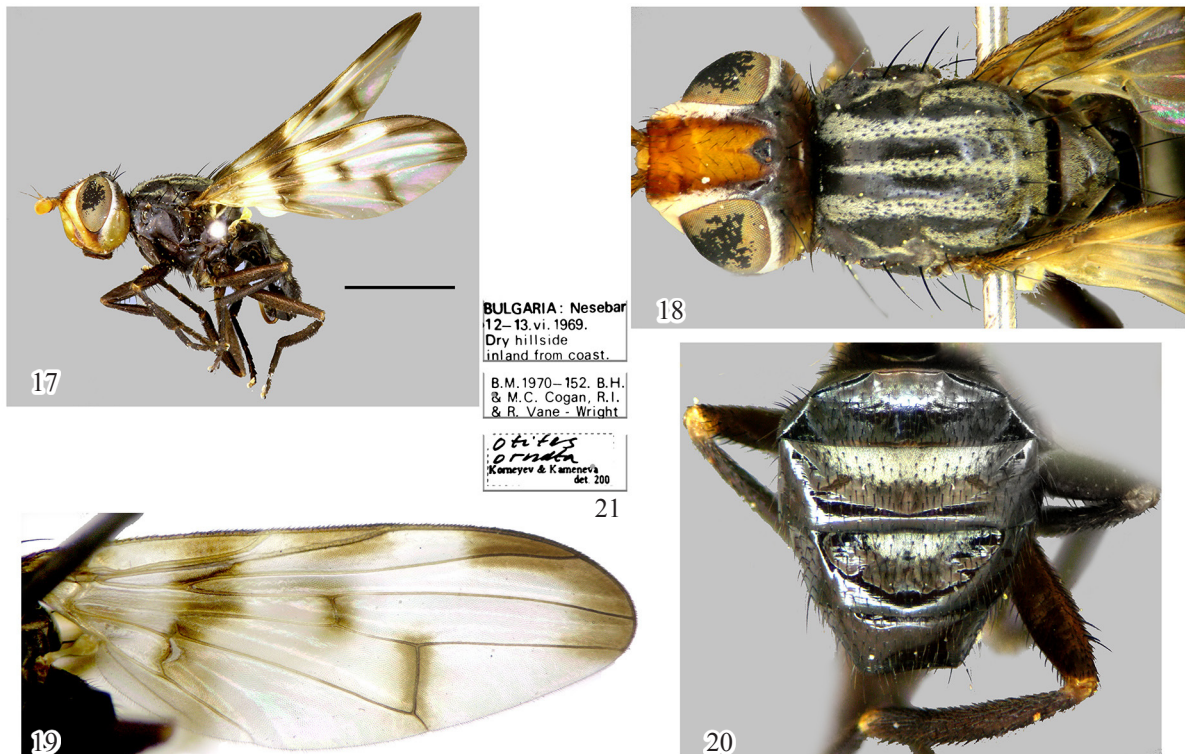 17
18
BULGARIA: Nesebar
12–13.vi.1969.
Dry hillside
inland from coast.
B.M.1970–152. B.H.
& M.C. Cogan, R.I.
& R. Vane - Wright
otites
ornata
Korneyev & Kameneva
det. 200
21
19
20